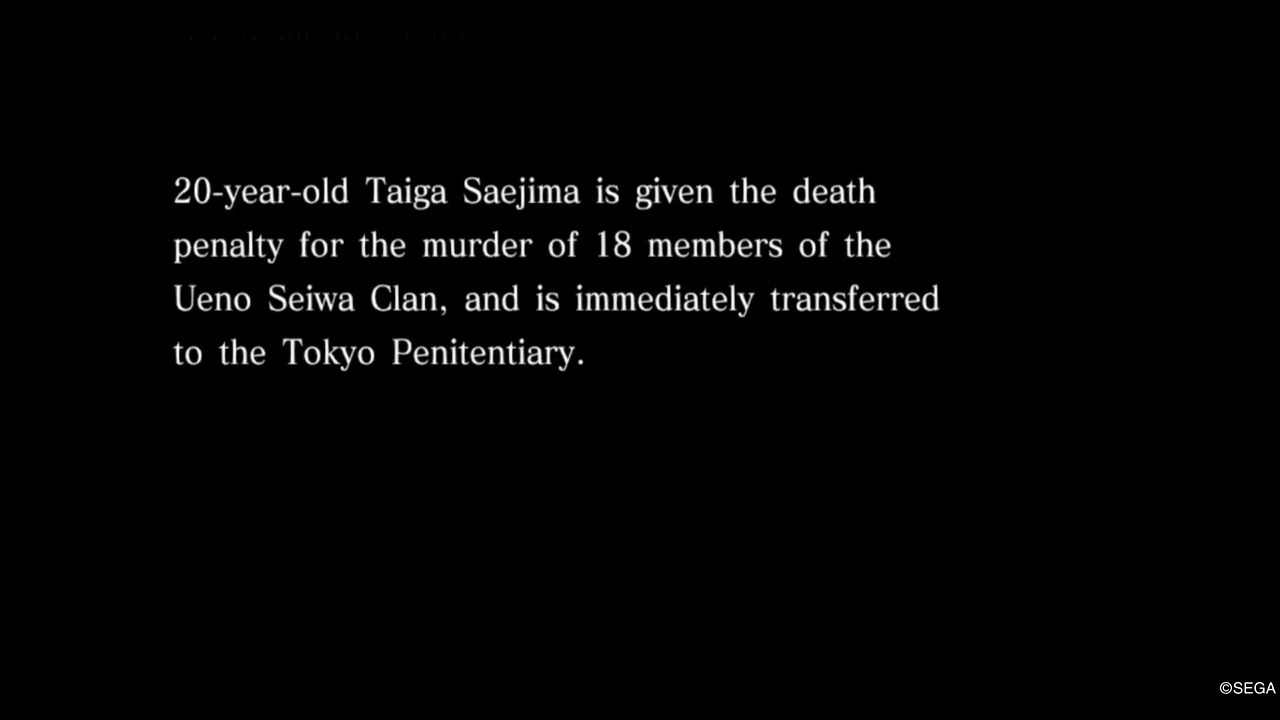 20-year-old Taiga Saejima is given the death
penalty for the murder of 18 members of the
Ueno Seiwa Clan, and is immediately transferred
to the Tokyo Penitentiary.
©SEGA